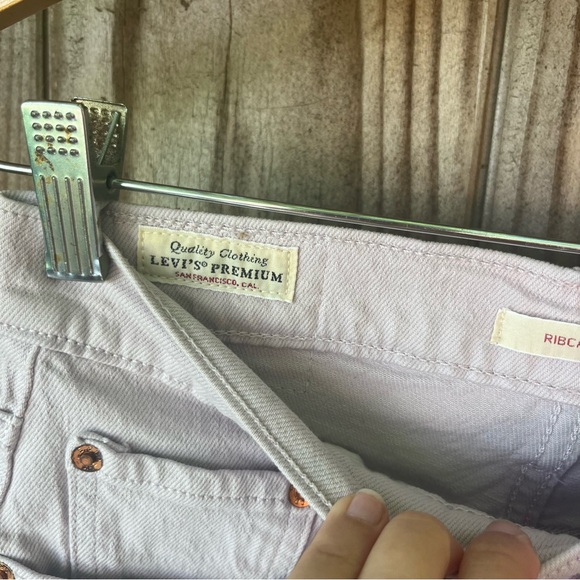 Quality Clothing
LEVI'S® PREMIUM
SAN FRANCISCO, CAL.
RIBCA